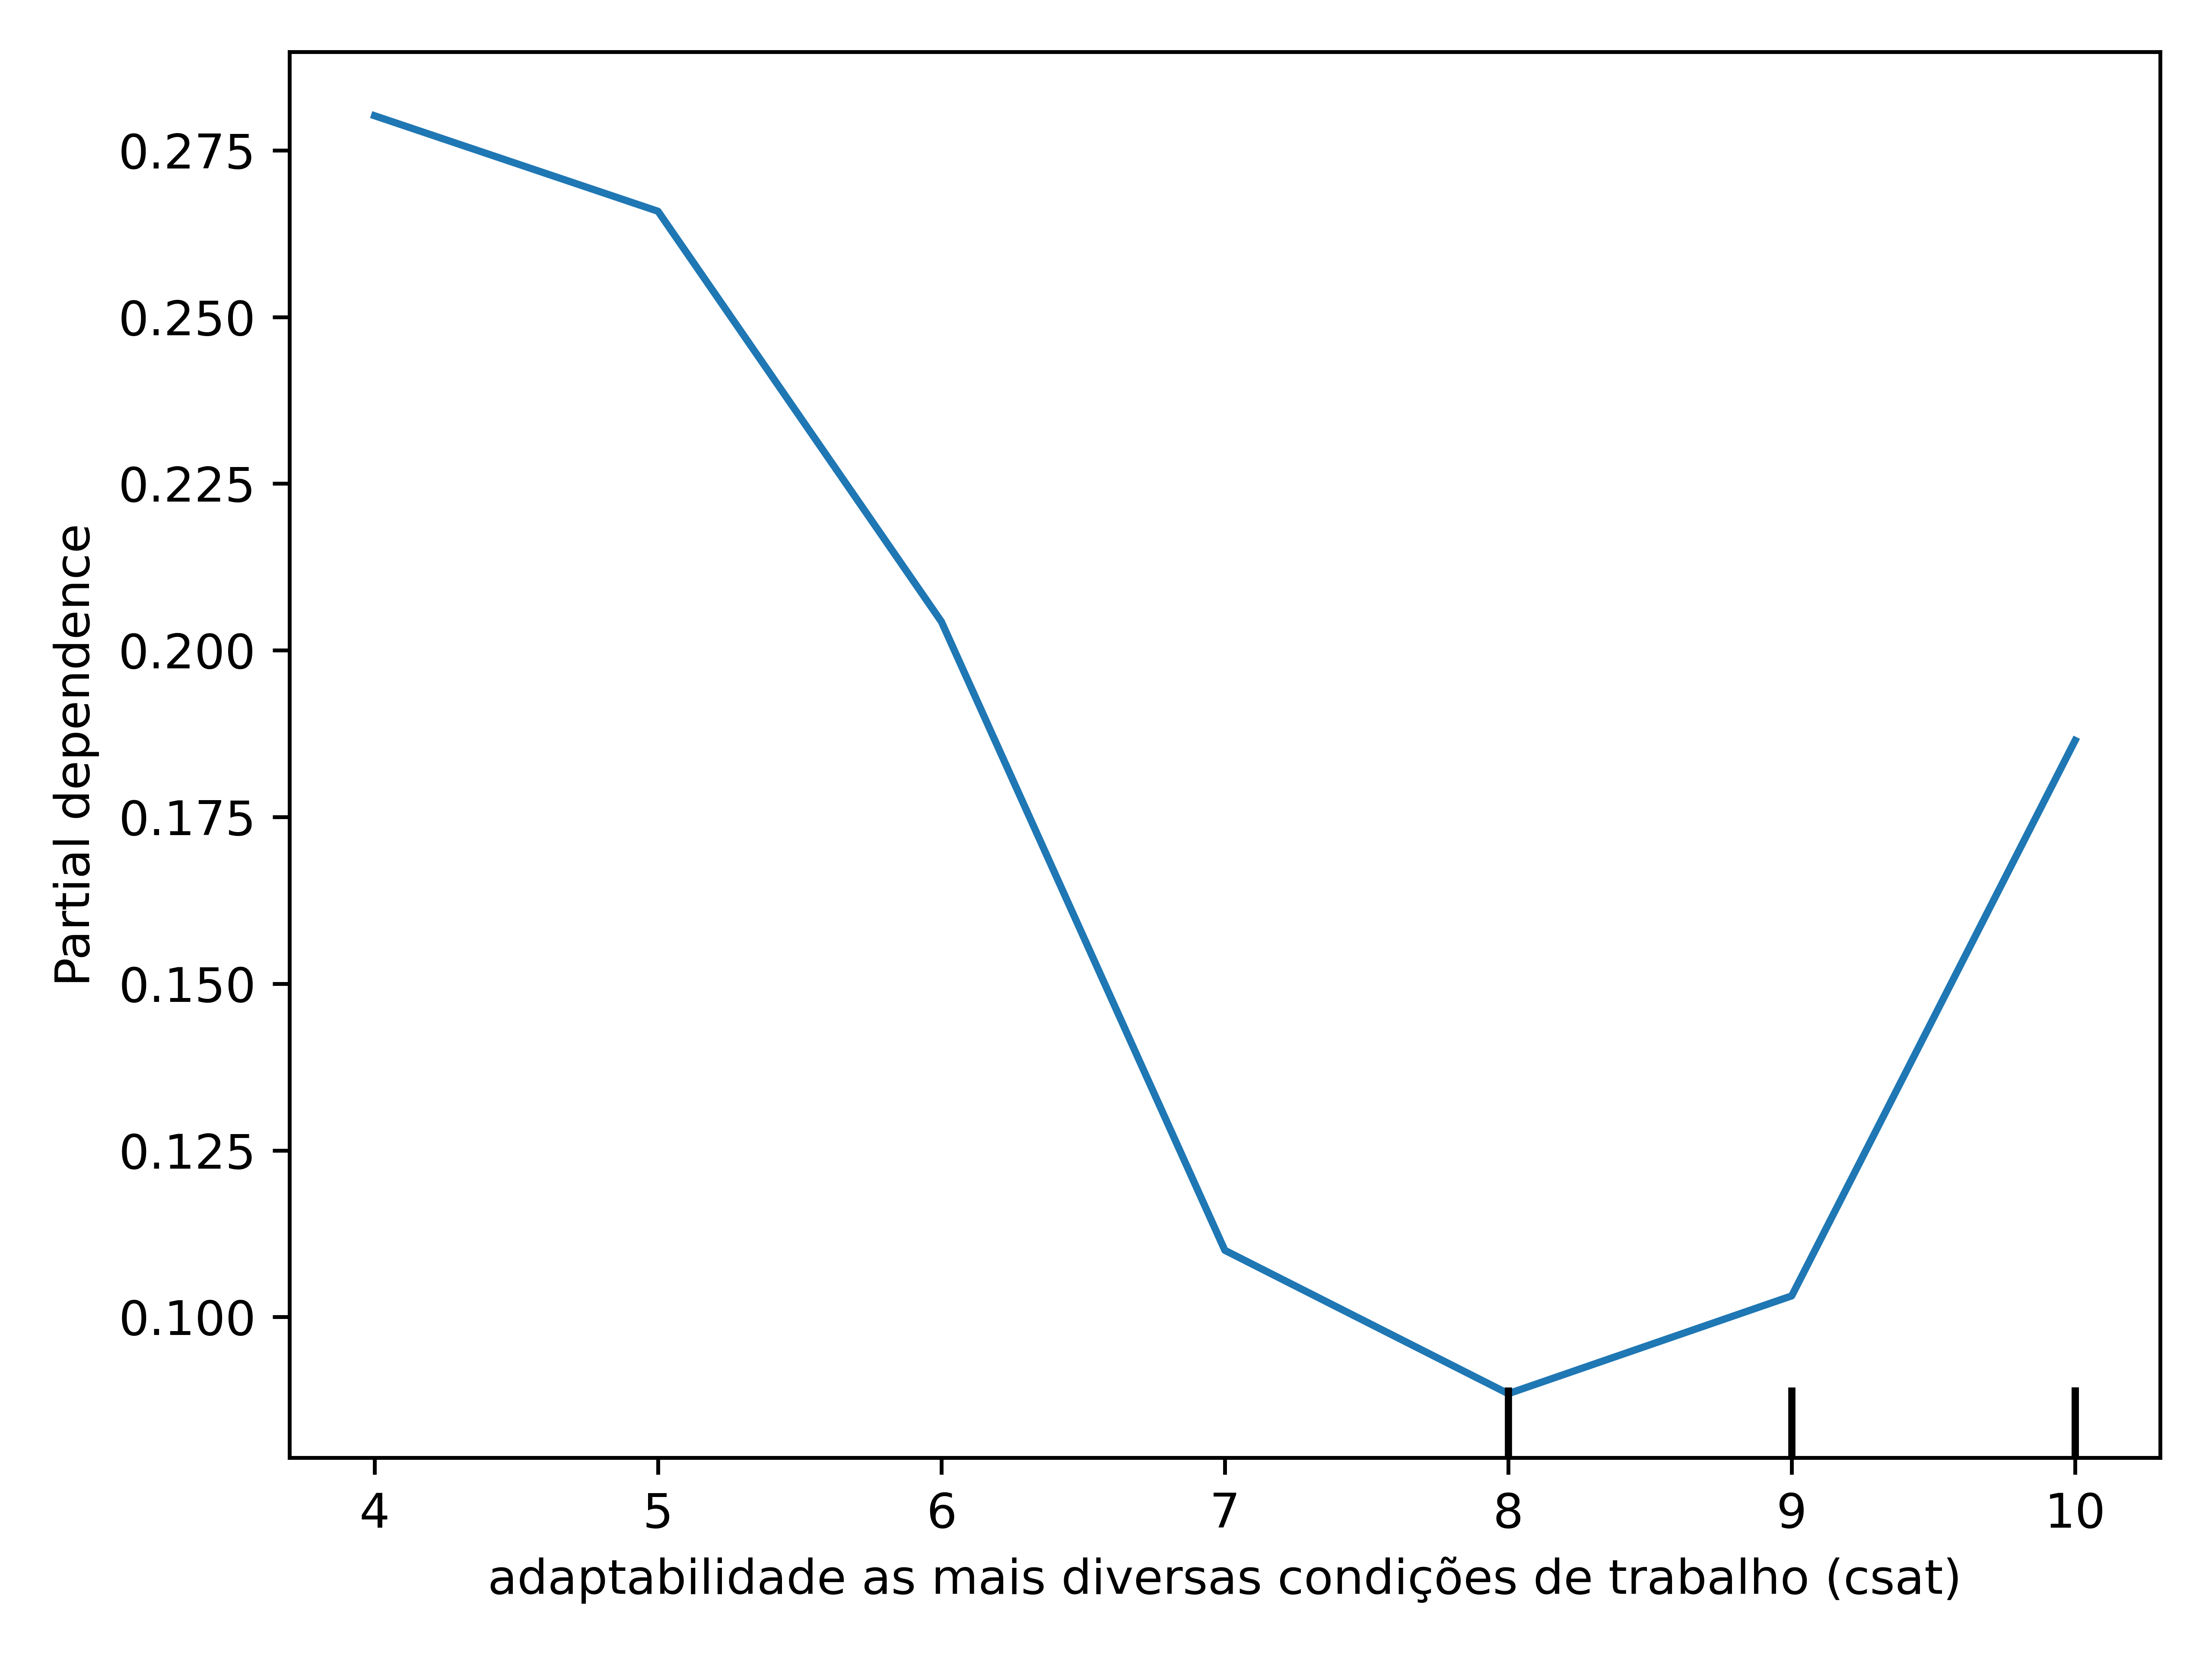 Partial dependence
0.275
0.250
0.225
0.200
0.175
0.150
0.125
0.100
4 5 6 7 8 9 10
adaptabilidade as mais diversas condições de trabalho (csat)